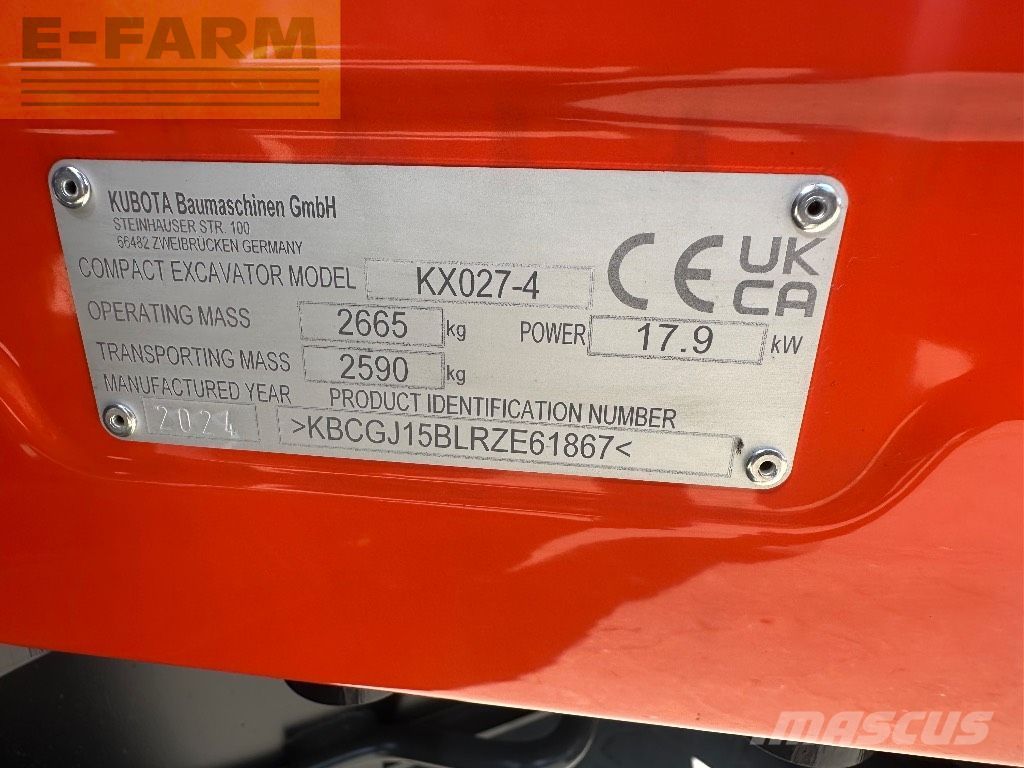 E-FARM
KUBOTA Baumaschinen GmbH
STEINHAUSER STR. 100
66482 ZWEIBRÜCKEN GERMANY
COMPACT EXCAVATOR MODEL KX027-4
CE UK CA
OPERATING MASS 2665 kg POWER 17.9 kW
TRANSPORTING MASS 2590 kg
MANUFACTURED YEAR PRODUCT IDENTIFICATION NUMBER
2024 >KBCGJ15BLRZE61867<
mascus